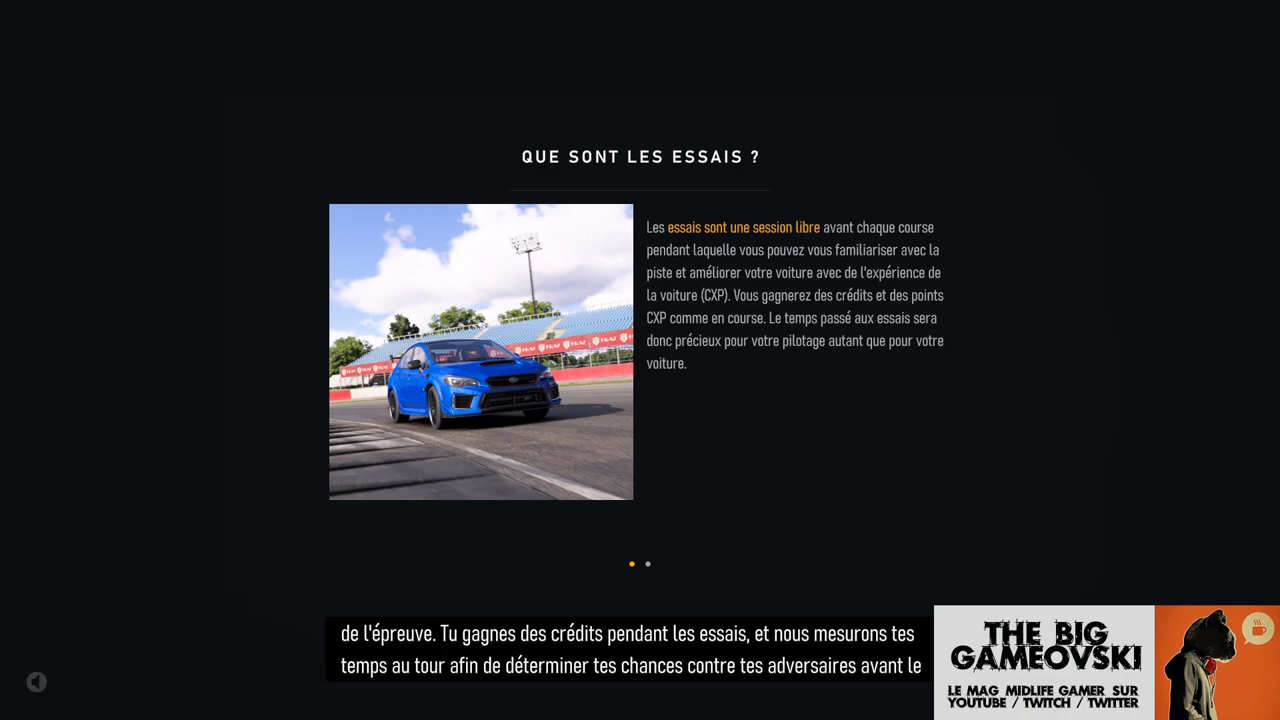 QUE SONT LES ESSAIS ?
Les essais sont une session libre avant chaque course
pendant laquelle vous pouvez vous familiariser avec la
piste et améliorer votre voiture avec de l'expérience de
la voiture (CXP). Vous gagnerez des crédits et des points
CXP comme en course. Le temps passé aux essais sera
donc précieux pour votre pilotage autant que pour votre
voiture.
de l'épreuve. Tu gagnes des crédits pendant les essais, et nous mesurons tes
temps au tour afin de déterminer tes chances contre tes adversaires avant le
THE BIG
GAMEOVSKI
LE MAG MIDLIFE GAMER SUR
YOUTUBE / TWITCH / TWITTER